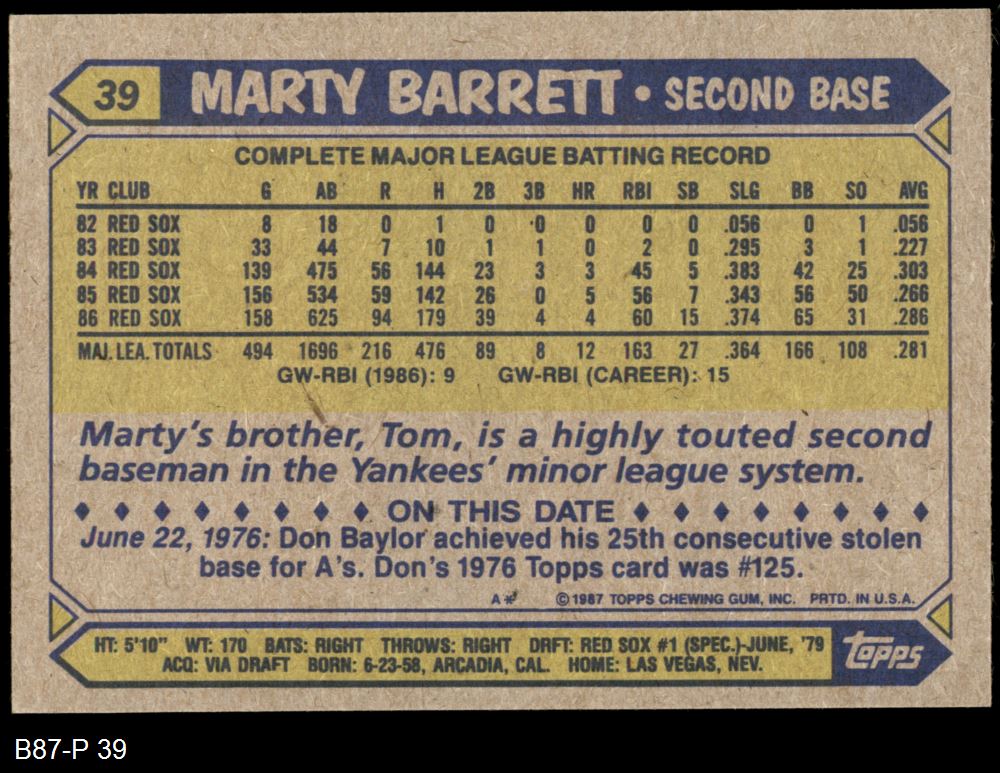 39 MARTY BARRETT • SECOND BASE
COMPLETE MAJOR LEAGUE BATTING RECORD
YR CLUB G AB R H 2B 3B HR RBI SB SLG BB SO AVG
82 RED SOX 8 18 0 1 0 0 0 0 0 .056 0 1 .056
83 RED SOX 33 44 7 10 1 1 0 2 0 .295 3 1 .227
84 RED SOX 139 475 56 144 23 3 3 45 5 .383 42 25 .303
85 RED SOX 156 534 59 142 26 0 5 56 7 .343 56 50 .266
86 RED SOX 158 625 94 179 39 4 4 60 15 .374 65 31 .286
MAJ. LEA. TOTALS 494 1696 216 476 89 8 12 163 27 .364 166 108 .281
GW-RBI (1986): 9 GW-RBI (CAREER): 15
Marty's brother, Tom, is a highly touted second
baseman in the Yankees' minor league system.
♦ ♦ ♦ ♦ ♦ ♦ ♦ ♦ ON THIS DATE ♦ ♦ ♦ ♦ ♦ ♦ ♦ ♦
June 22, 1976: Don Baylor achieved his 25th consecutive stolen
base for A's. Don's 1976 Topps card was #125.
A* © 1987 TOPPS CHEWING GUM, INC. PRTD. IN U.S.A.
HT: 5'10" WT: 170 BATS: RIGHT THROWS: RIGHT DRFT: RED SOX #1 (SPEC.)-JUNE, '79
ACQ: VIA DRAFT BORN: 6-23-58, ARCADIA, CAL. HOME: LAS VEGAS, NEV.
topps
B87-P 39